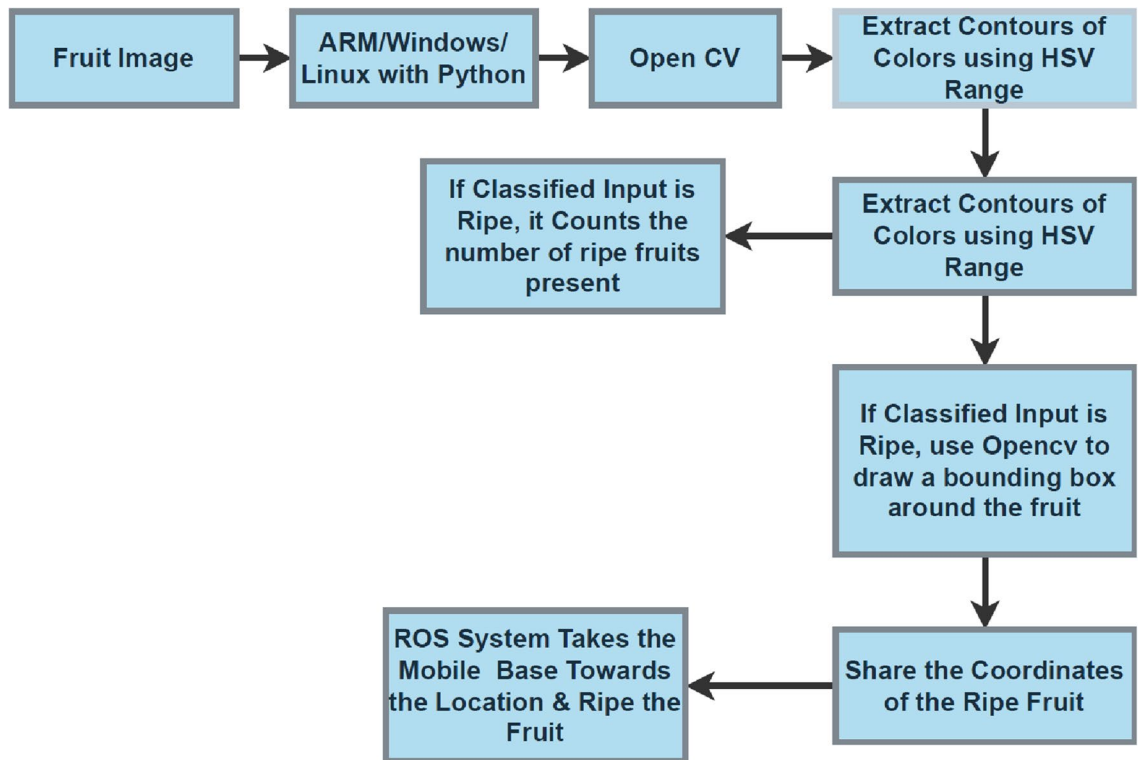 Fruit Image
ARM/Windows/
Linux with Python
Open CV
Extract Contours of
Colors using HSV
Range
If Classified Input is
Ripe, it Counts the
number of ripe fruits
present
Extract Contours of
Colors using HSV
Range
If Classified Input is
Ripe, use Opencv to
draw a bounding box
around the fruit
ROS System Takes the
Mobile Base Towards
the Location & Ripe the
Fruit
Share the Coordinates
of the Ripe Fruit